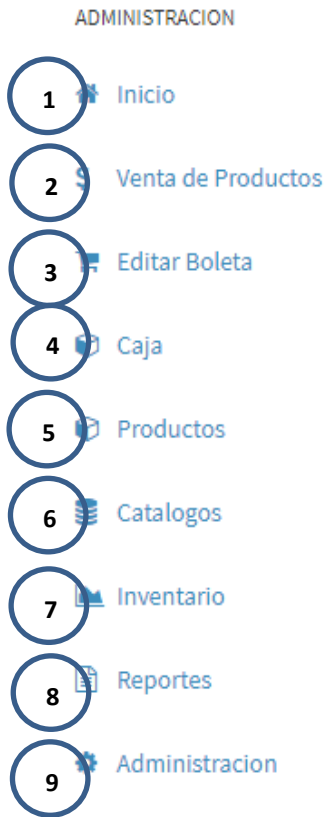 ADMINISTRACION
1 Inicio
2 $ Venta de Productos
3 Editar Boleta
4 Caja
5 Productos
6 Catalogos
7 Inventario
8 Reportes
9 Administracion